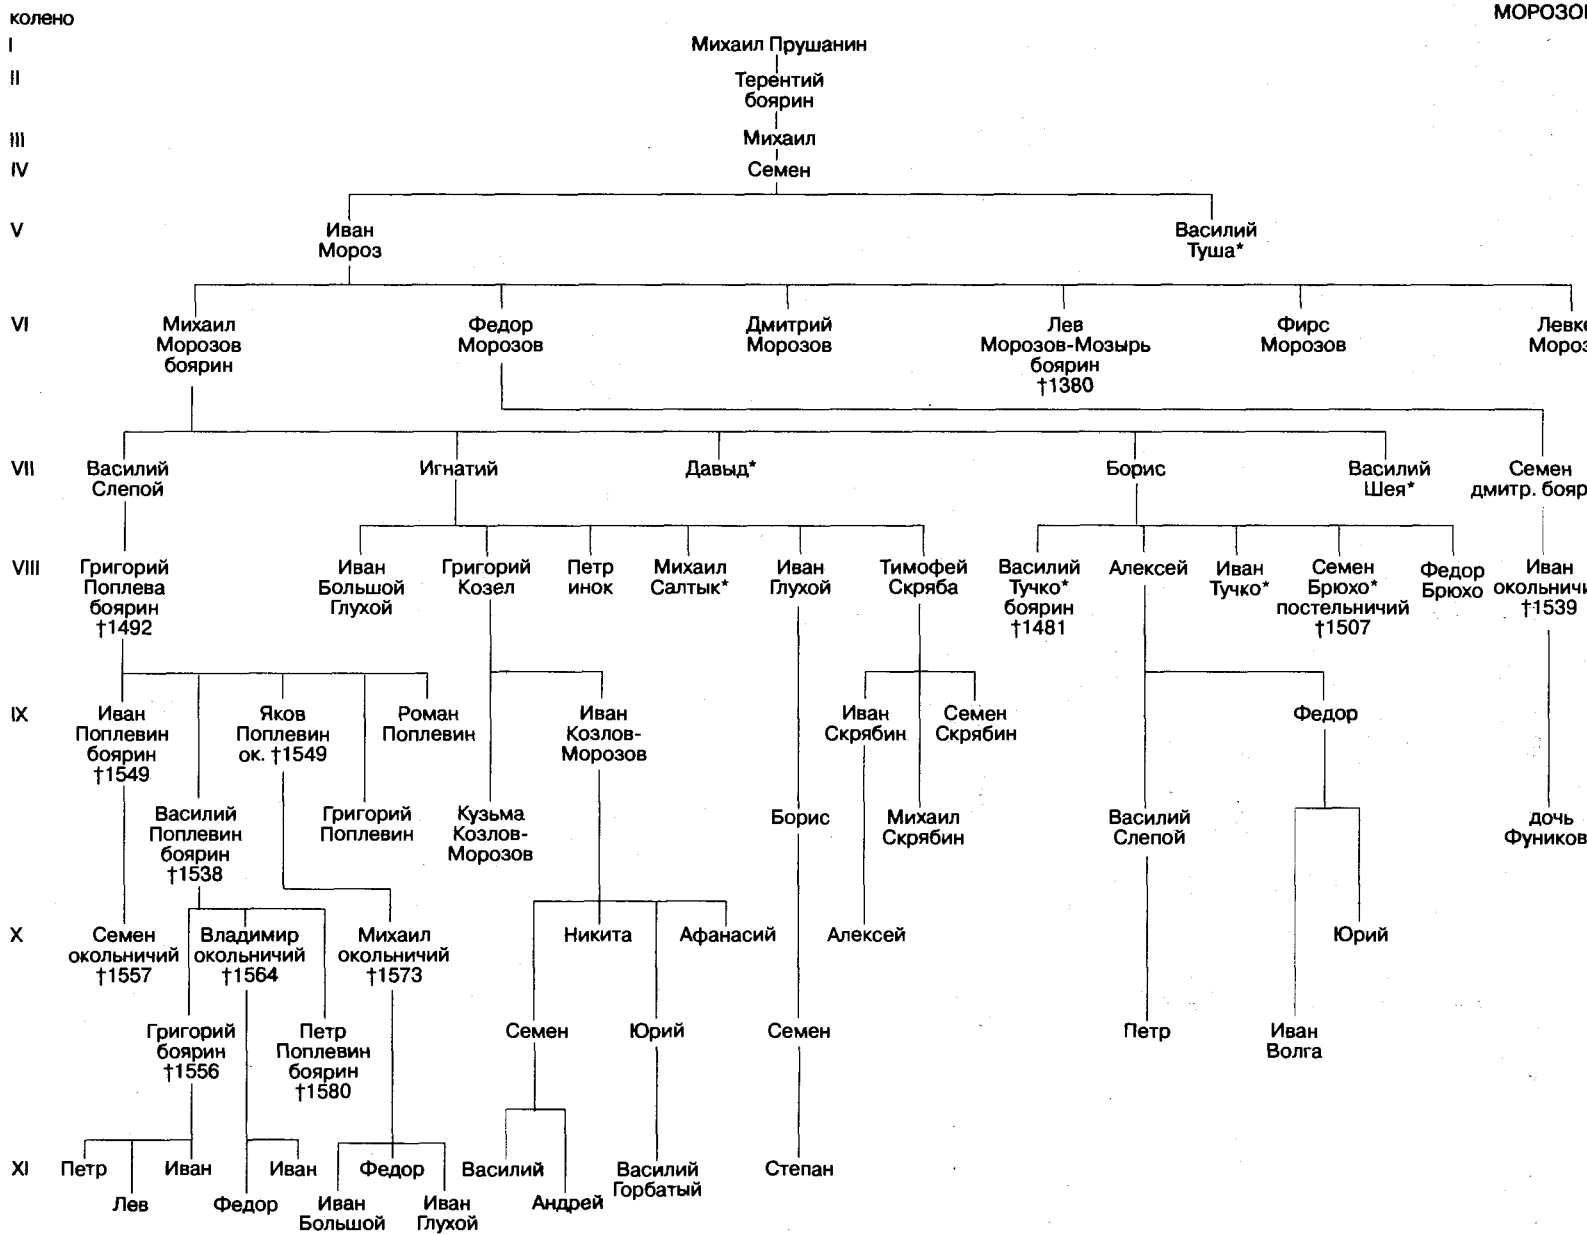 колено
МОРОЗОВ
I
Михаил Прушанин
II
Терентий
боярин
III
Михаил
IV
Семен
V
Иван
Мороз
Василий
Туша*
VI
Михаил
Морозов
боярин
Федор
Морозов
Дмитрий
Морозов
Лев
Морозов-Мозырь
боярин
†1380
Фирс
Морозов
VII
Василий
Слепой
Игнатий
Давыд*
Борис
Василий
Шея*
Семен
дмитр. бояр
VIII
Григорий
Поплева
боярин
†1492
Иван
Большой
Глухой
Григорий
Козел
Петр
инок
Михаил
Салтык*
Иван
Глухой
Тимофей
Скряба
Василий
Тучко*
боярин
†1481
Алексей
Иван
Тучко*
Семен
Брюхо*
постельничий
†1507
Федор
Брюхо
Иван
окольничи
†1539
IX
Иван
Поплевин
боярин
†1549
Яков
Поплевин
ок. †1549
Роман
Поплевин
Иван
Козлов-
Морозов
Иван
Скрябин
Семен
Скрябин
Федор
Василий
Поплевин
боярин
†1538
Григорий
Поплевин
Кузьма
Козлов-
Морозов
Борис
Михаил
Скрябин
Василий
Слепой
дочь
Фуников
X
Семен
окольничий
†1557
Владимир
окольничий
†1564
Михаил
окольничий
†1573
Никита
Афанасий
Алексей
Юрий
Григорий
боярин
†1556
Петр
Поплевин
боярин
†1580
Семен
Юрий
Семен
Петр
Иван
Волга
XI
Петр
Иван
Иван
Федор
Василий
Василий
Горбатый
Степан
Лев
Федор
Иван
Большой
Иван
Глухой
Андрей